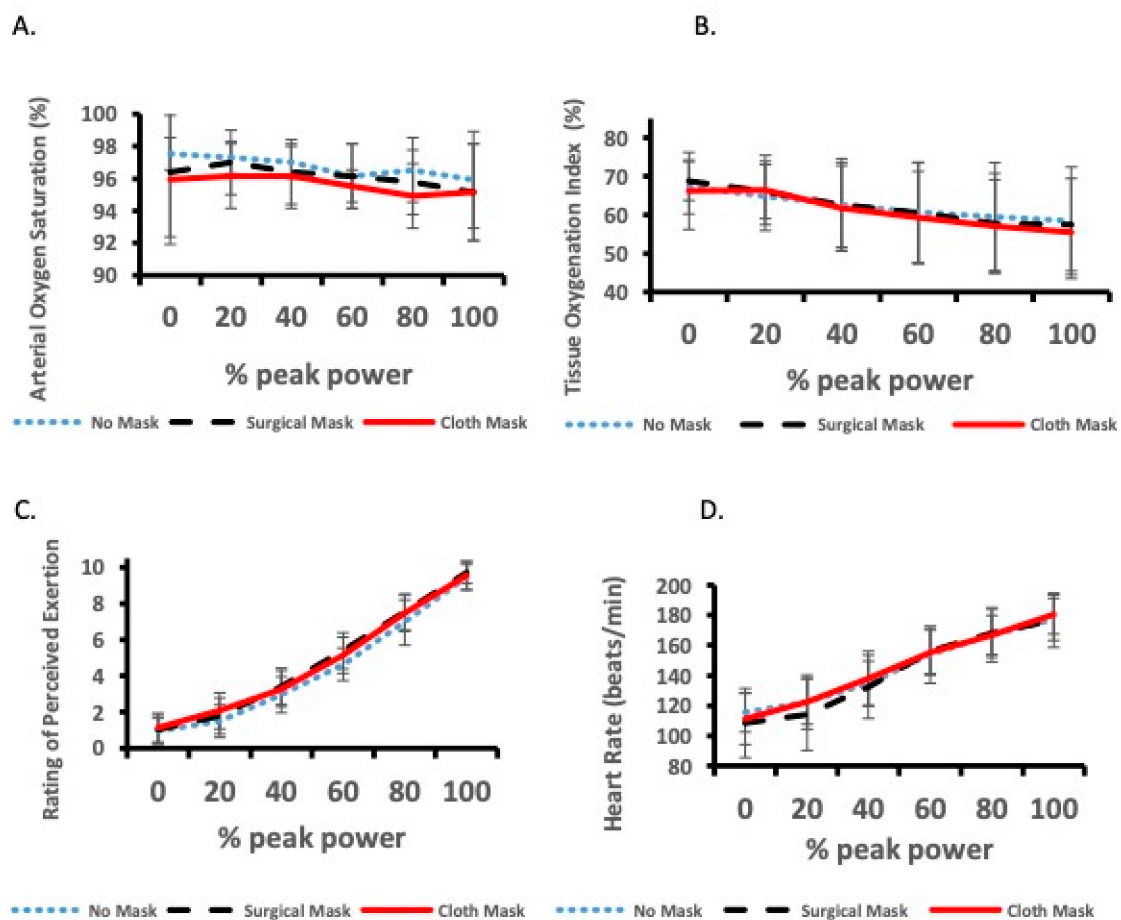 A.
B.
Arterial Oxygen Saturation (%)
100
98
96
94
92
90
0 20 40 60 80 100
% peak power
No Mask Surgical Mask Cloth Mask
Tissue Oxygenation Index (%)
80
70
60
50
40
0 20 40 60 80 100
% peak power
No Mask Surgical Mask Cloth Mask
C.
D.
Rating of Perceived Exertion
10
8
6
4
2
0
0 20 40 60 80 100
% peak power
No Mask Surgical Mask Cloth Mask
Heart Rate (beats/min)
200
180
160
140
120
100
80
0 20 40 60 80 100
% peak power
No Mask Surgical Mask Cloth Mask